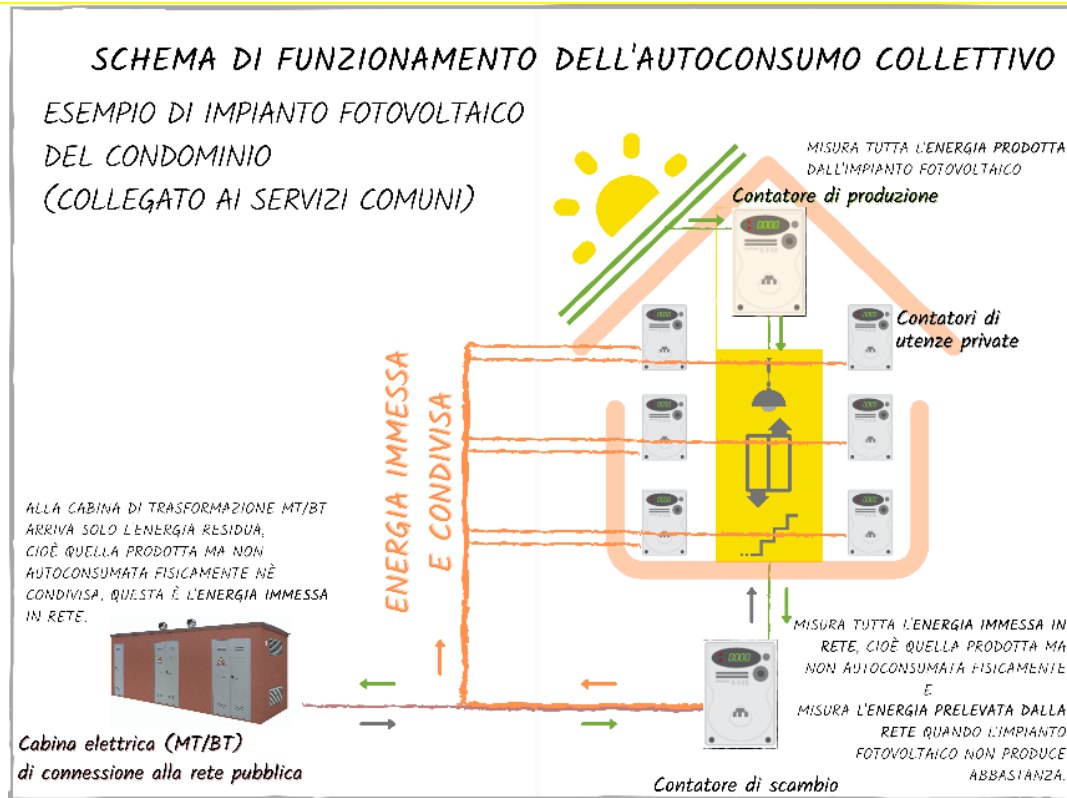 SCHEMA DI FUNZIONAMENTO DELL'AUTOCONSUMO COLLETTIVO
ESEMPIO DI IMPIANTO FOTOVOLTAICO
DEL CONDOMINIO
(COLLEGATO AI SERVIZI COMUNI)
MISURA TUTTA L'ENERGIA PRODOTTA
DALL'IMPIANTO FOTOVOLTAICO
Contatore di produzione
Contatori di
utenze private
ENERGIA IMMESSA
E CONDIVISA
ALLA CABINA DI TRASFORMAZIONE MT/BT
ARRIVA SOLO L'ENERGIA RESIDUA,
CIOÈ QUELLA PRODOTTA MA NON
AUTOCONSUMATA FISICAMENTE NÈ
CONDIVISA, QUESTA È L'ENERGIA IMMESSA
IN RETE.
Cabina elettrica (MT/BT)
di connessione alla rete pubblica
MISURA TUTTA L'ENERGIA IMMESSA IN
RETE, CIOÈ QUELLA PRODOTTA MA
NON AUTOCONSUMATA FISICAMENTE
E
MISURA L'ENERGIA PRELEVATA DALLA
RETE QUANDO L'IMPIANTO
FOTOVOLTAICO NON PRODUCE
ABBASTANZA.
Contatore di scambio